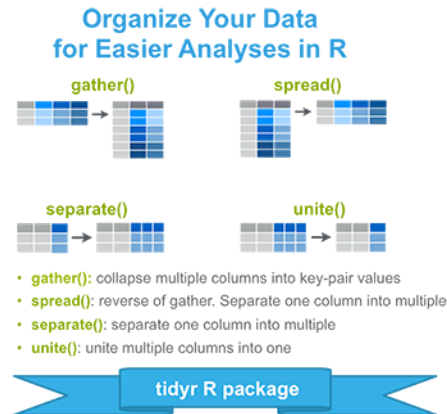 Organize Your Data
for Easier Analyses in R
gather()
spread()
separate()
unite()
• gather(): collapse multiple columns into key-pair values
• spread(): reverse of gather. Separate one column into multiple
• separate(): separate one column into multiple
• unite(): unite multiple columns into one
tidyr R package